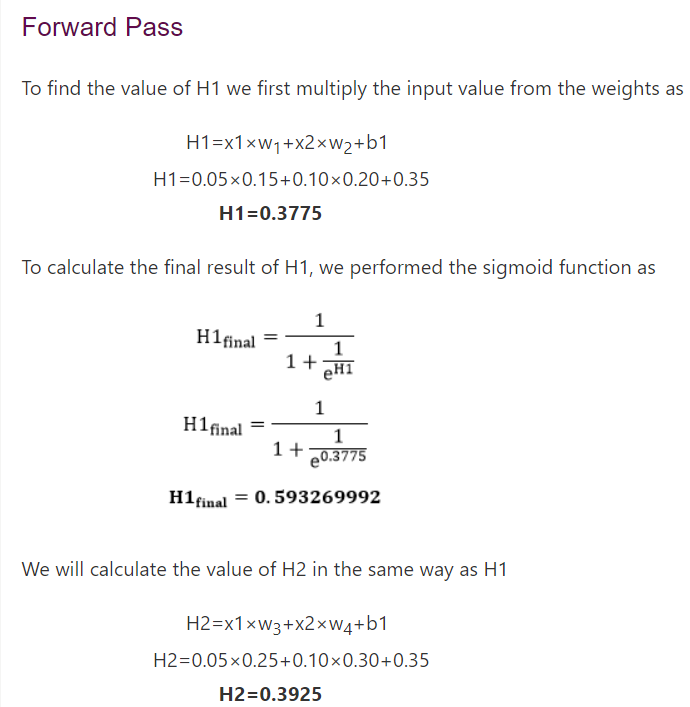 Forward Pass
To find the value of H1 we first multiply the input value from the weights as
H1=x1×w₁+x2×w₂+b1
H1=0.05×0.15+0.10×0.20+0.35
H1=0.3775
To calculate the final result of H1, we performed the sigmoid function as
H1final = 1 / (1 + 1 / e^H1)
H1final = 1 / (1 + 1 / e^0.3775)
H1final = 0.593269992
We will calculate the value of H2 in the same way as H1
H2=x1×w₃+x2×w₄+b1
H2=0.05×0.25+0.10×0.30+0.35
H2=0.3925